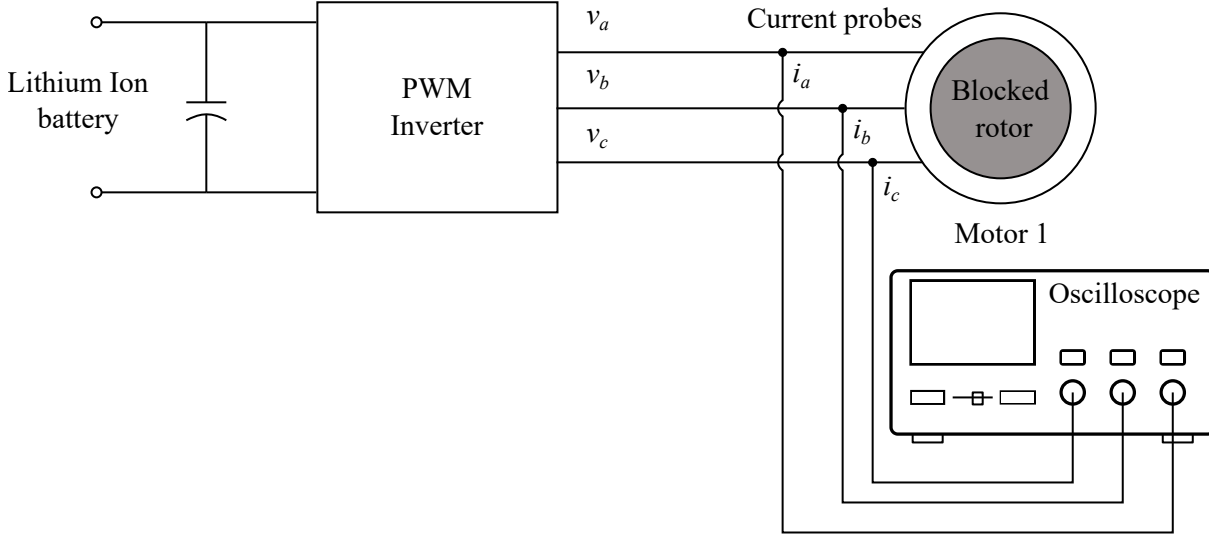 Lithium Ion
battery
PWM
Inverter
v_a
v_b
v_c
Current probes
i_a
i_b
i_c
Blocked
rotor
Motor 1
Oscilloscope